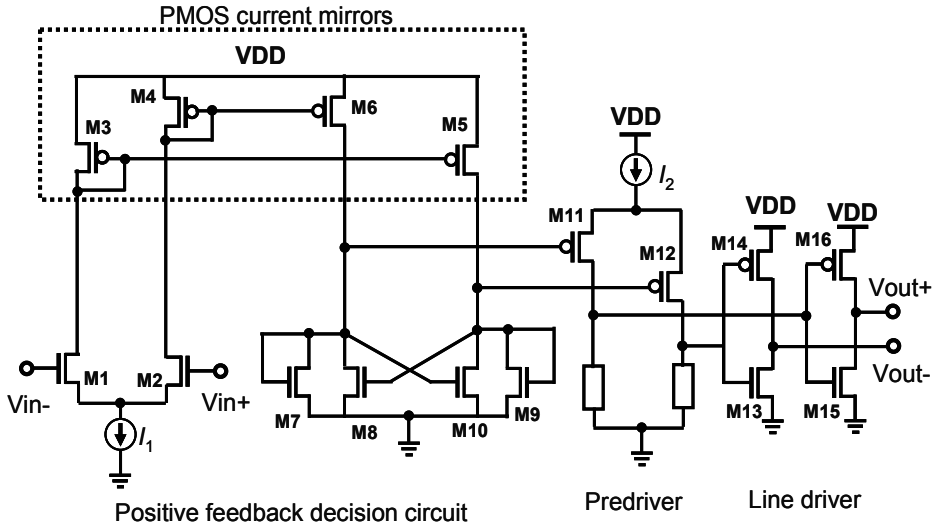 PMOS current mirrors
VDD
M4
M6
M3
M5
VDD
I2
M11
M12
VDD
VDD
M14
M16
Vout+
Vout-
M1
M2
Vin-
Vin+
I1
M7
M8
M10
M9
M13
M15
Positive feedback decision circuit
Predriver
Line driver